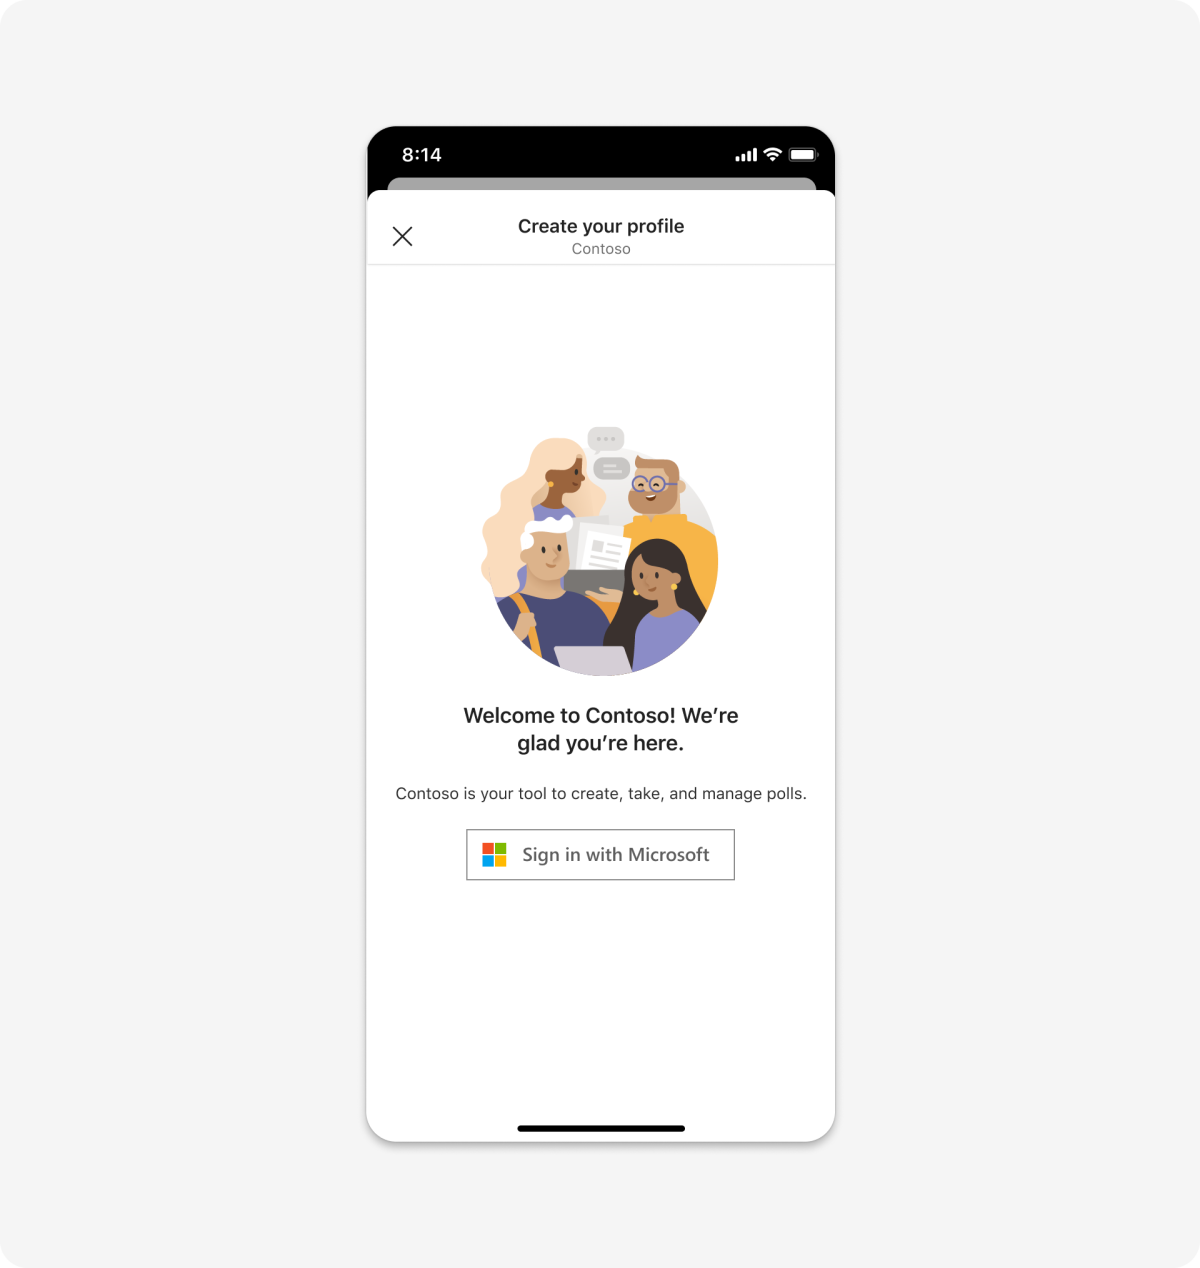 8:14
Create your profile
Contoso
Welcome to Contoso! We’re
glad you’re here.
Contoso is your tool to create, take, and manage polls.
Sign in with Microsoft